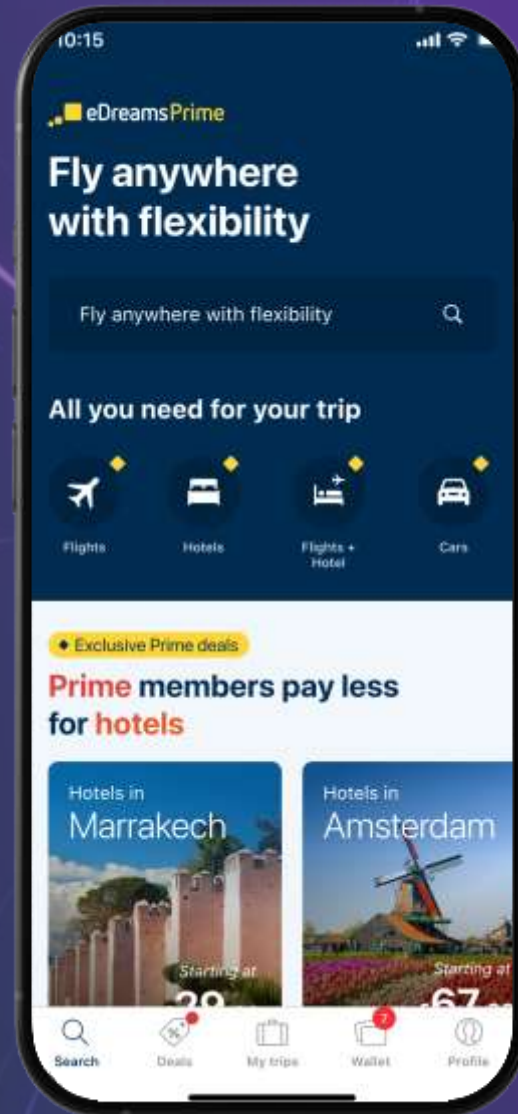 10:15
eDreamsPrime
Fly anywhere
with flexibility
Fly anywhere with flexibility
All you need for your trip
Flights
Hotels
Flights +
Hotel
Cars
Exclusive Prime deals
Prime members pay less
for hotels
Hotels in
Marrakech
Starting at
Hotels in
Amsterdam
Starting at
67
7
Search
Deals
My trips
Wallet
Profile